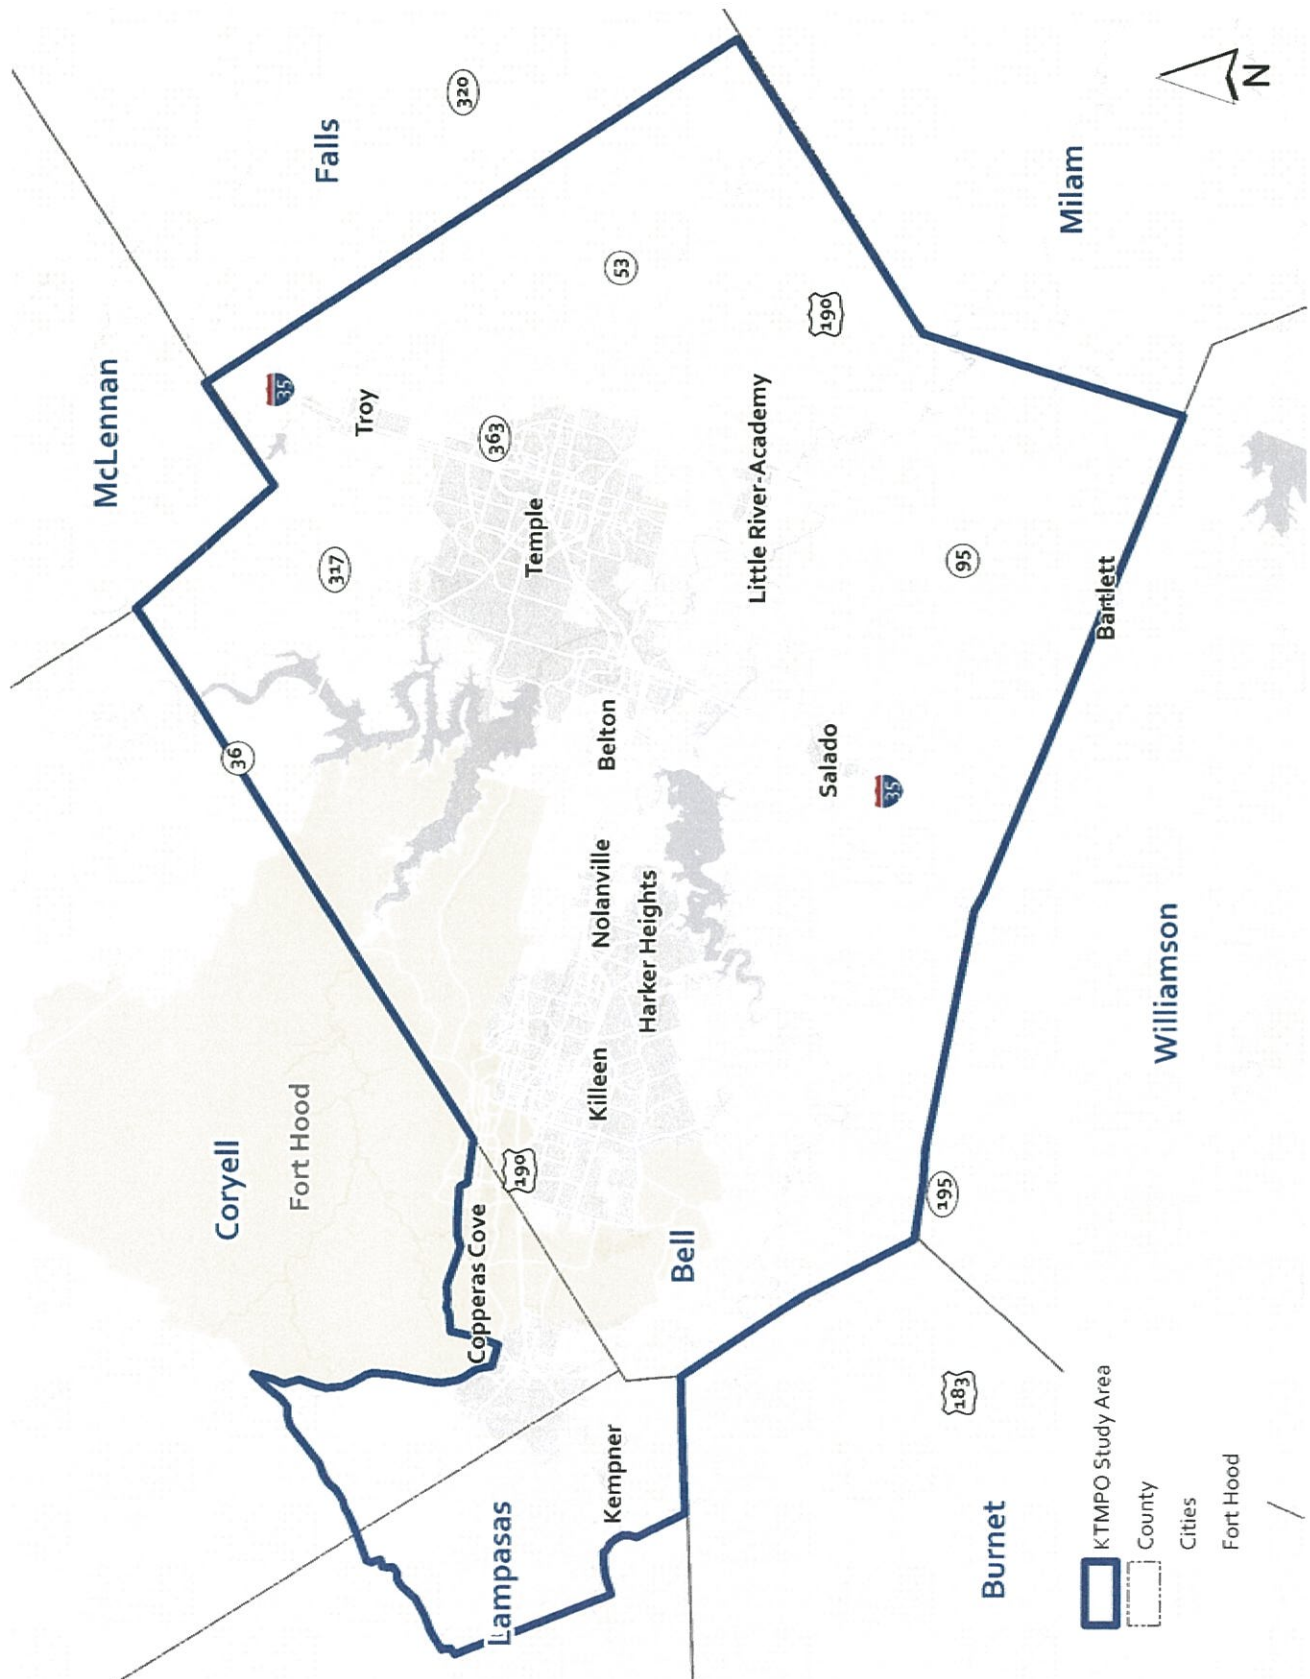 McLennan
Falls
320
35
Troy
317
363
53
Temple
36
Coryell
Fort Hood
190
Little River-Academy
Milam
Belton
Nolanville
Harker Heights
Killeen
190
Copperas Cove
Salado
35
95
Bartlett
Bell
195
Williamson
Lampasas
Kempner
183
Burnet
KTMPO Study Area
County
Cities
Fort Hood
N